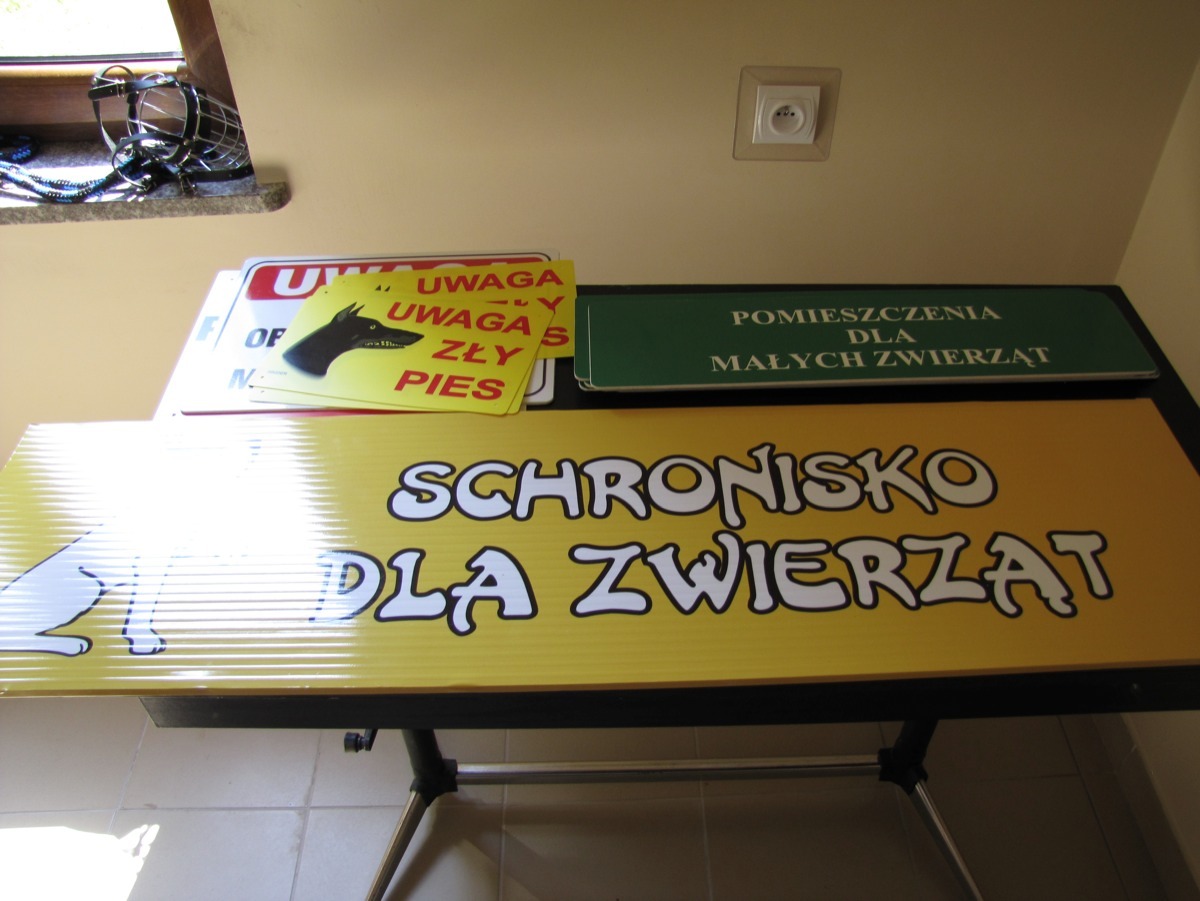 UWAGA
UWAGA
ZŁY
PIES
POMIESZCZENIA
DLA
MAŁYCH ZWIERZĄT
SCHRONISKO
DLA ZWIERZĄT